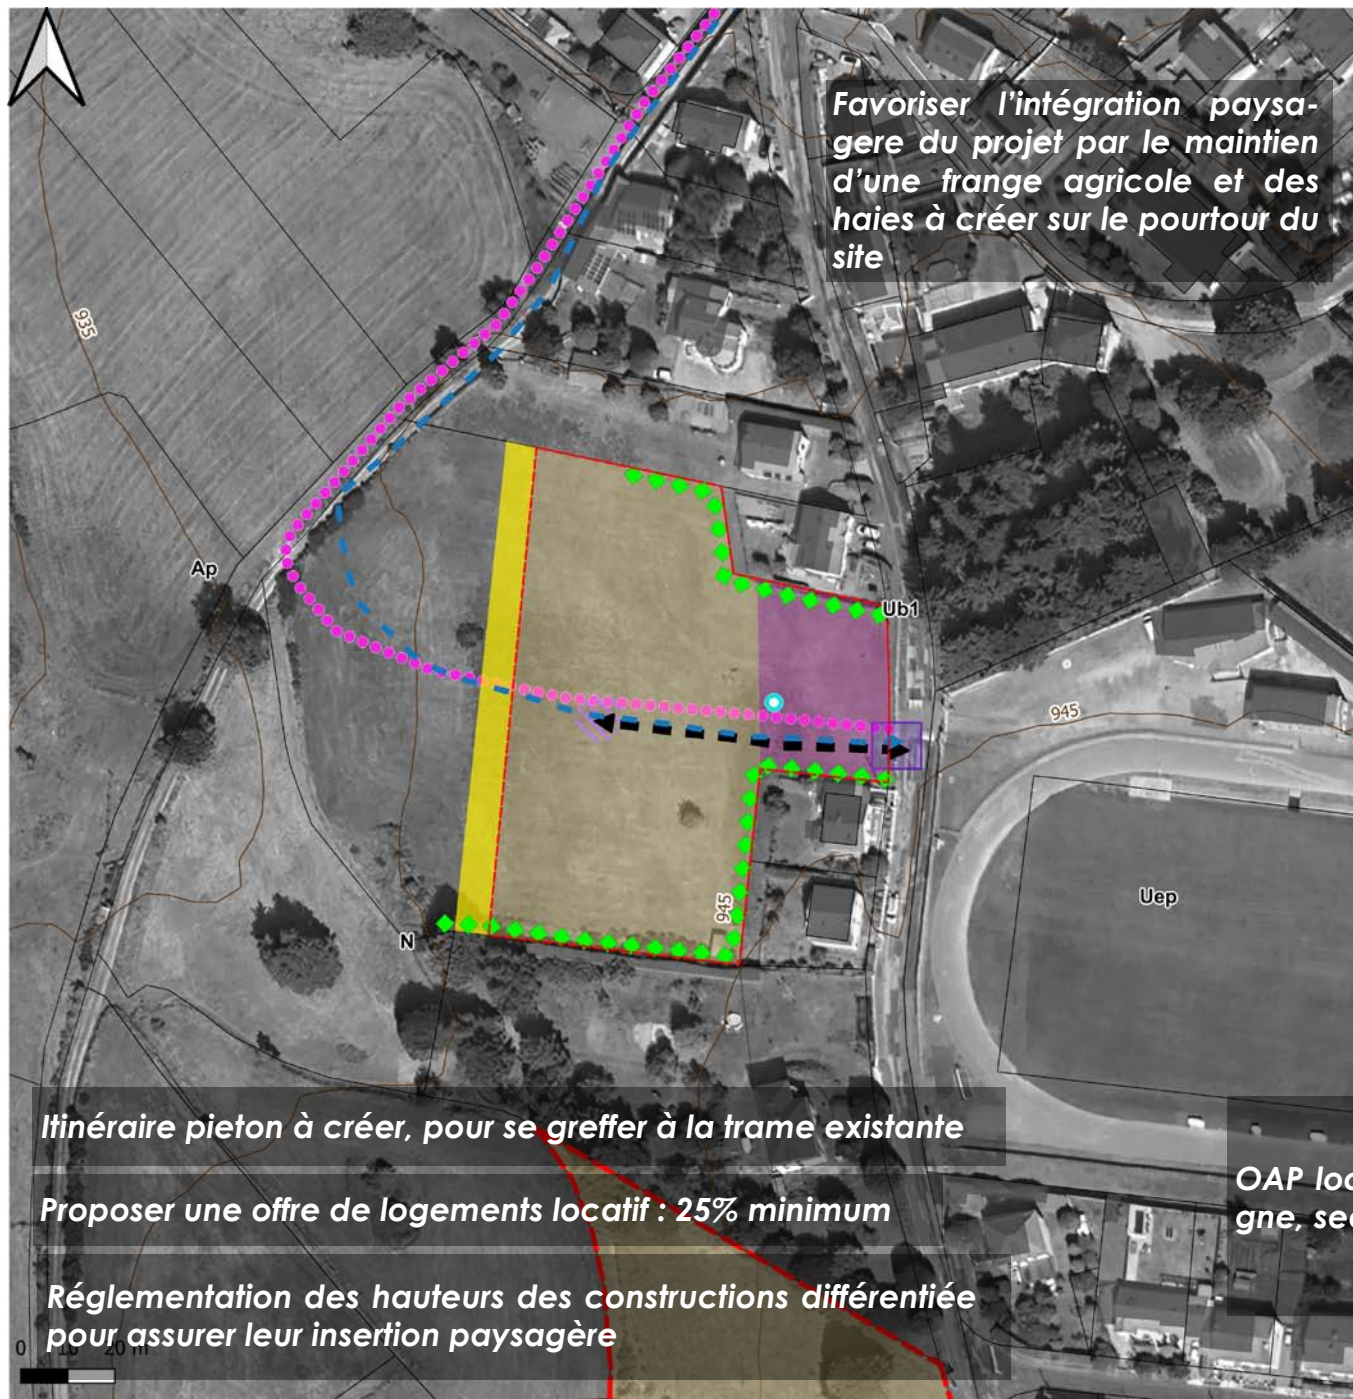 Favoriser l'intégration paysa-
gere du projet par le maintien
d'une frange agricole et des
haies à créer sur le pourtour du
site
935
Ap
Ub1
945
Uep
945
N
Itinéraire pieton à créer, pour se greffer à la trame existante
Proposer une offre de logements locatif : 25% minimum
OAP loc
gne, sec
Réglementation des hauteurs des constructions différentiée
pour assurer leur insertion paysagère
0 10 20 m